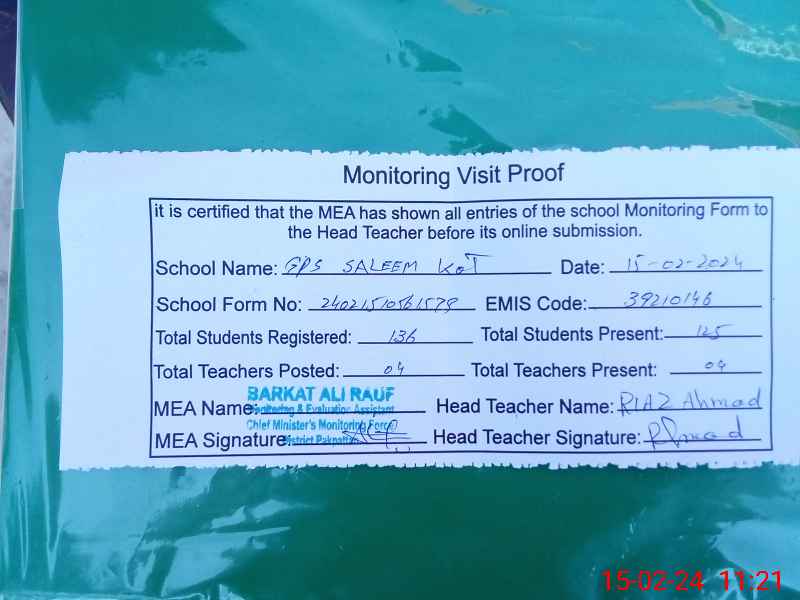 Monitoring Visit Proof
it is certified that the MEA has shown all entries of the school Monitoring Form to
the Head Teacher before its online submission.
School Name: GPS SALEEM KOT Date: 15-02-2024
School Form No: 24021510561579 EMIS Code: 39210146
Total Students Registered: 136 Total Students Present: 125
Total Teachers Posted: 04 Total Teachers Present: 04
BARKAT ALI RAUF
MEA Name Monitoring & Evaluation Assistant Head Teacher Name: RIAZ Ahmad
Chief Minister's Monitoring Force
MEA Signature: District Pakpattan Head Teacher Signature:
15-02-24 11:21